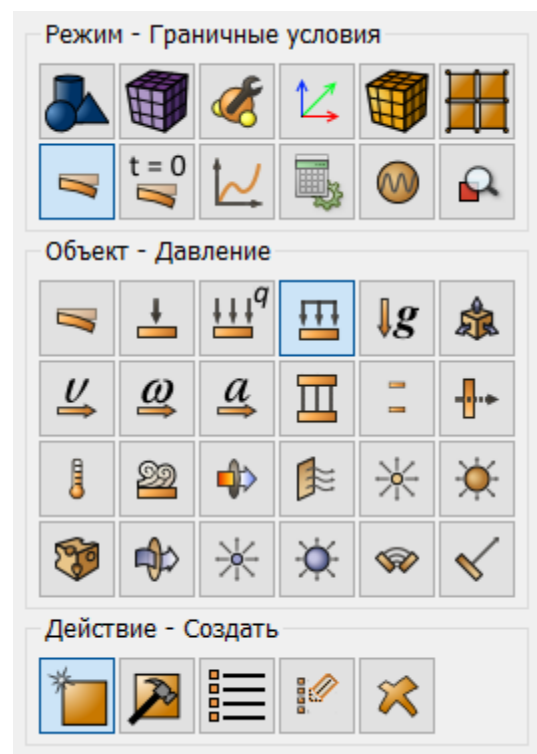 Режим - Граничные условия
t = 0
Объект - Давление
q
g
υ ω a
Действие - Создать